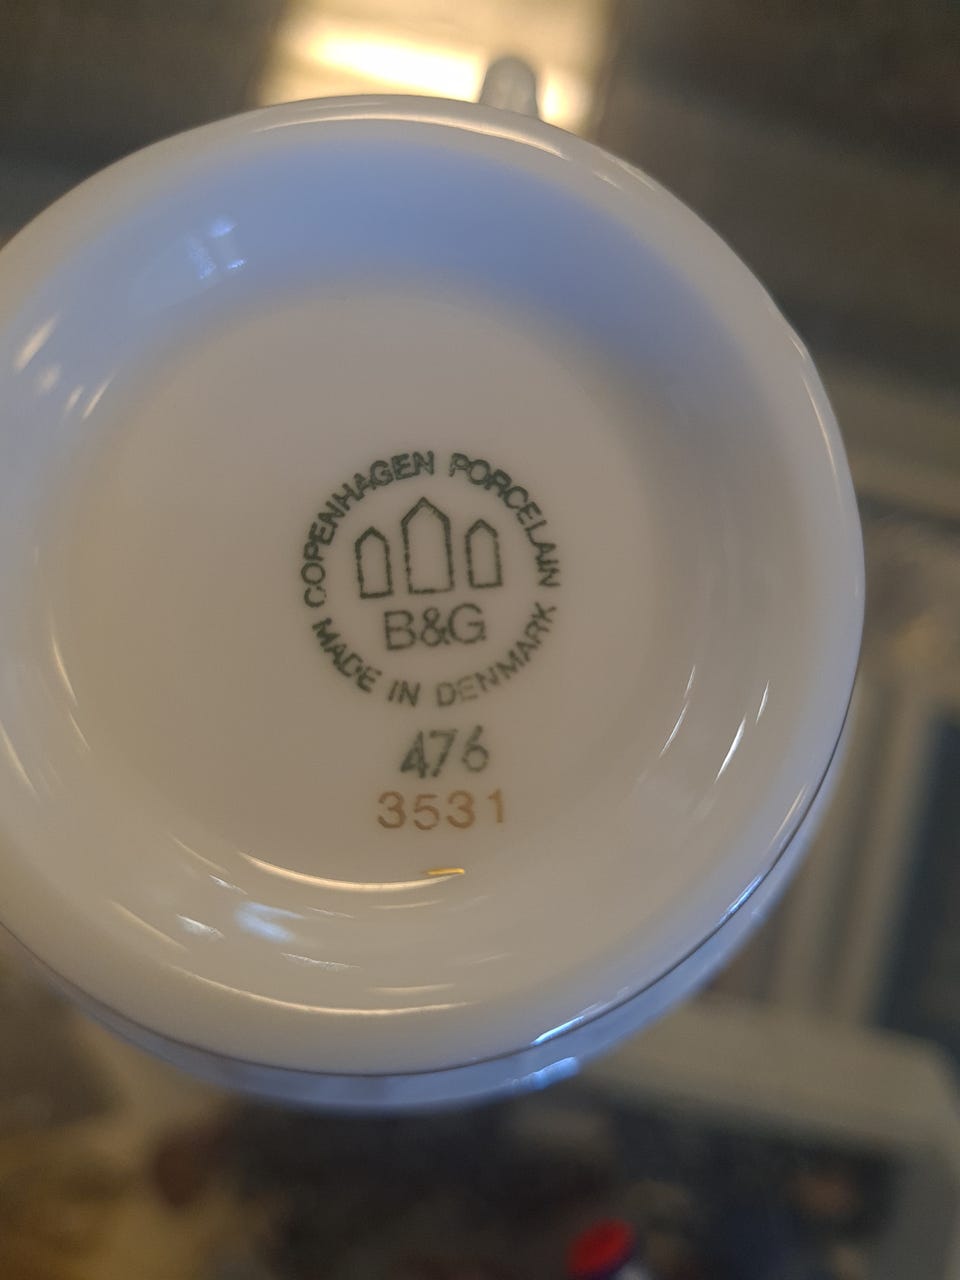 COPENHAGEN PORCELAIN
B&G
MADE IN DENMARK
476
3531